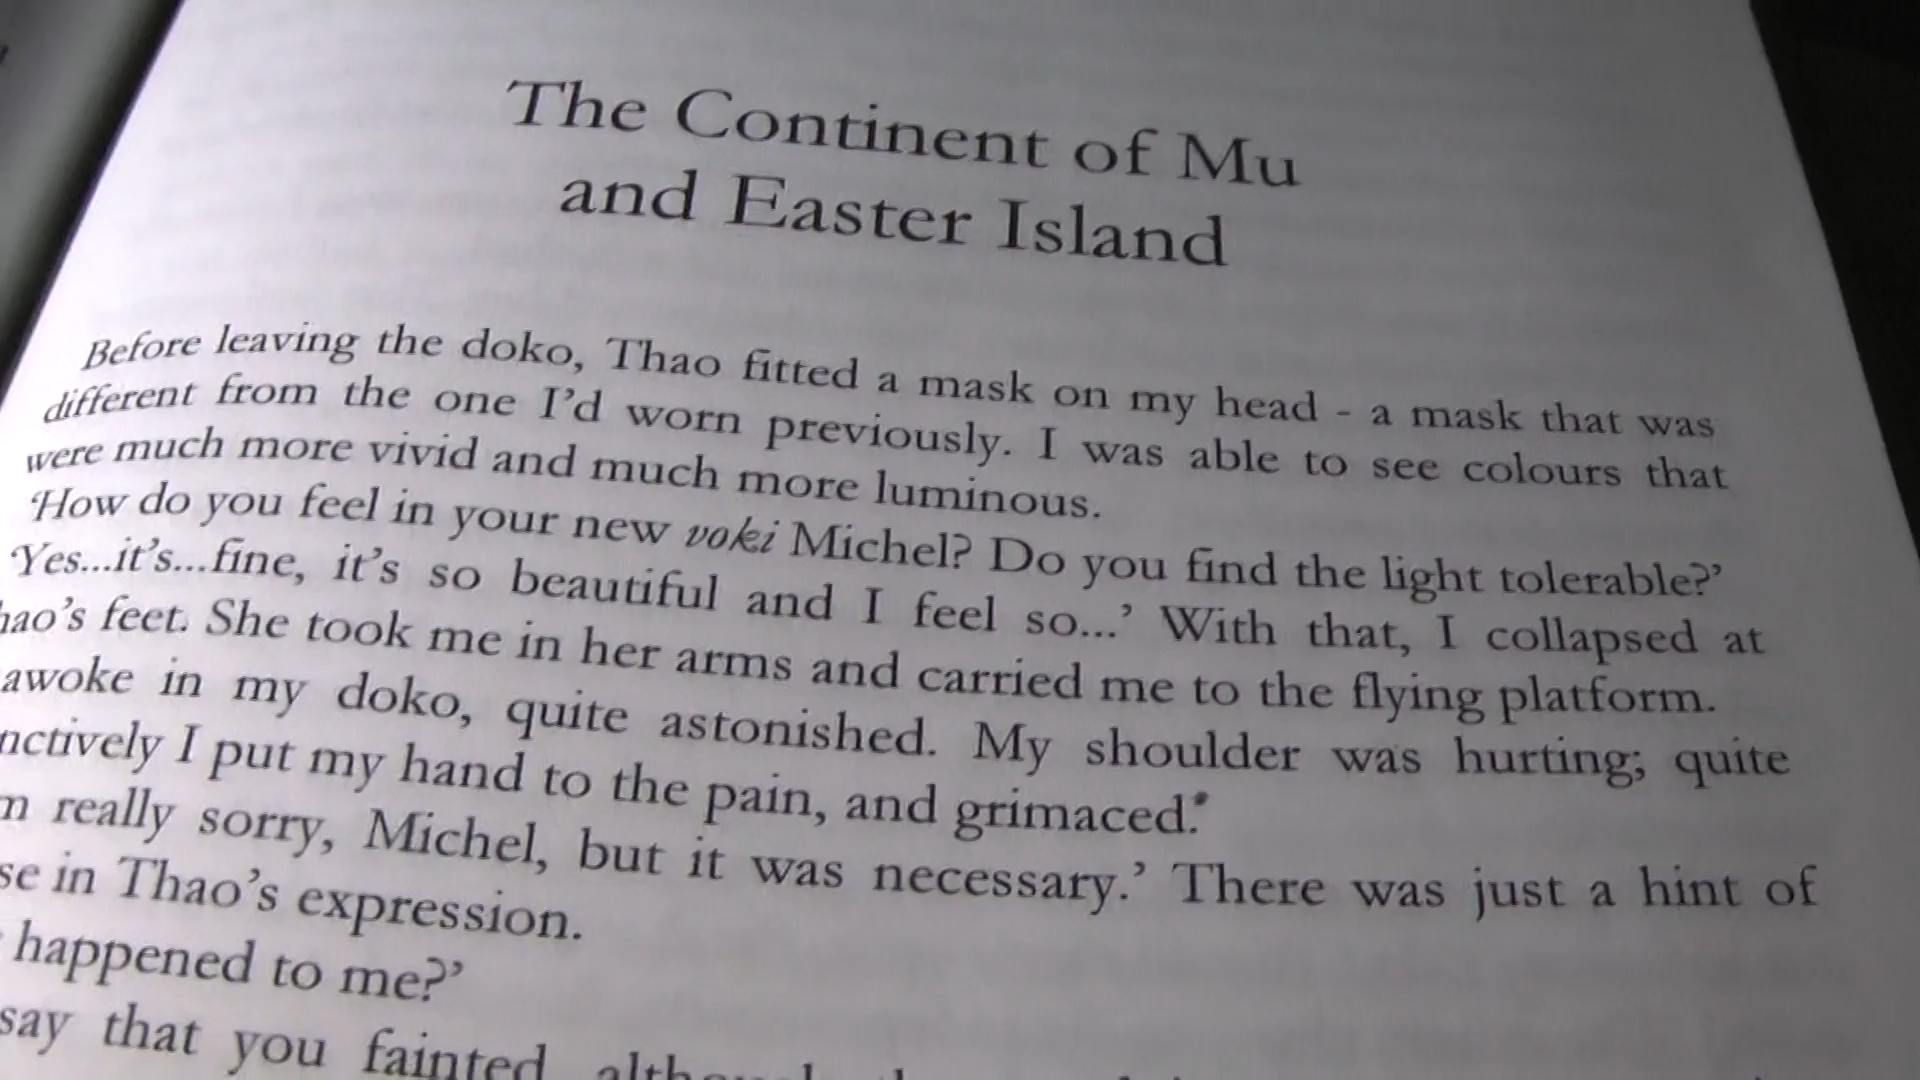 The Continent of Mu
and Easter Island
Before leaving the doko, Thao fitted a mask on my head - a mask that was
different from the one I'd worn previously. I was able to see colours that
were much more vivid and much more luminous.
'How do you feel in your new voki Michel? Do you find the light tolerable?'
'Yes...it's...fine, it's so beautiful and I feel so...' With that, I collapsed at
hao's feet. She took me in her arms and carried me to the flying platform.
awoke in my doko, quite astonished. My shoulder was hurting; quite
nctively I put my hand to the pain, and grimaced.
n really sorry, Michel, but it was necessary.' There was just a hint of
se in Thao's expression.
happened to me?'
say that you fainted